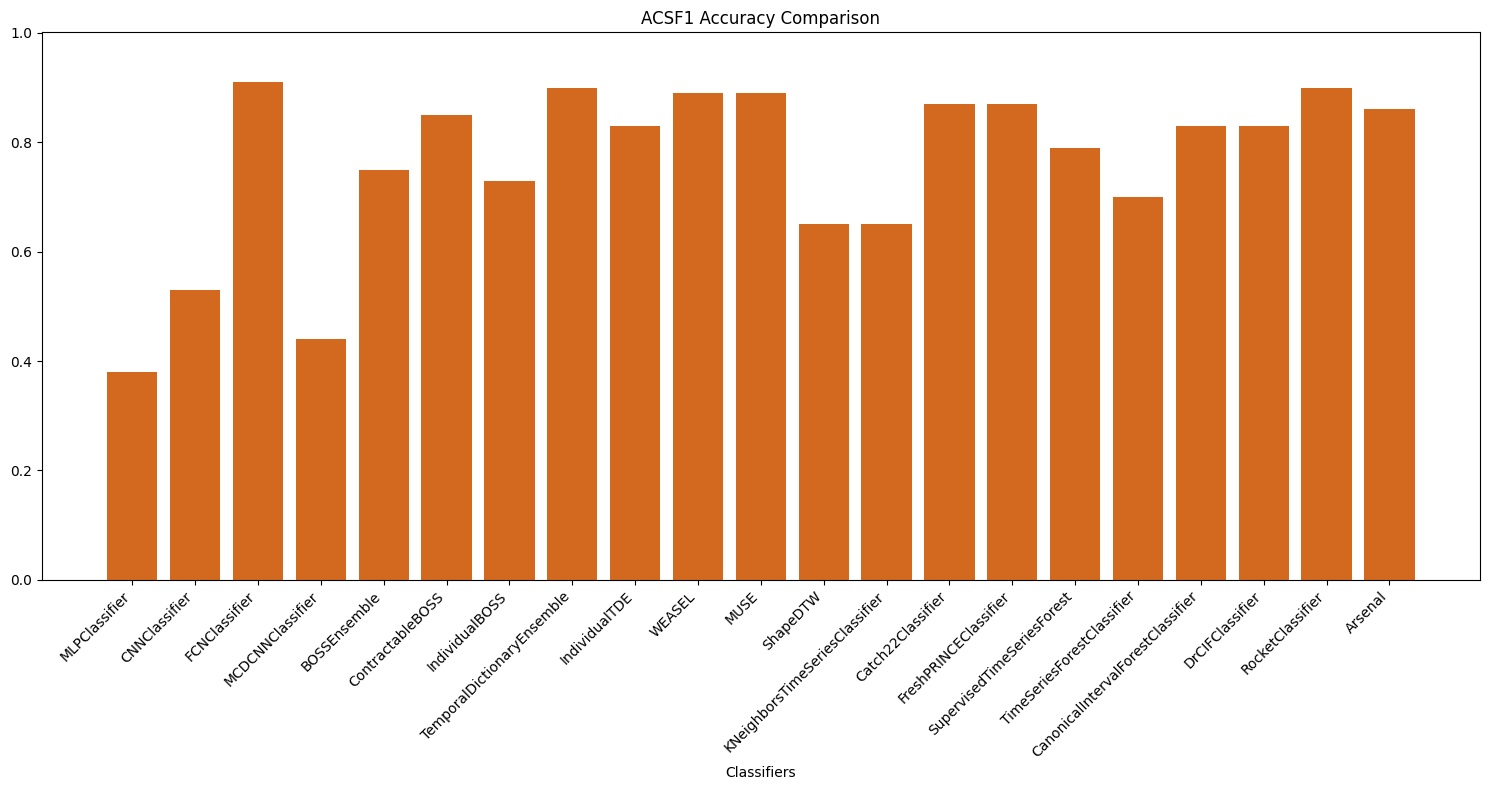 ACSF1 Accuracy Comparison
1.0
0.8
0.6
0.4
0.2
0.0
MLPClassifier
CNNClassifier
FCNClassifier
MCDCNNClassifier
BOSSEnsemble
ContractableBOSS
IndividualBOSS
TemporalDictionaryEnsemble
IndividualTDE
WEASEL
MUSE
ShapeDTW
KNeighborsTimeSeriesClassifier
Catch22Classifier
FreshPRINCEClassifier
SupervisedTimeSeriesForest
TimeSeriesForestClassifier
CanonicalIntervalForestClassifier
DrCIFClassifier
RocketClassifier
Arsenal
Classifiers